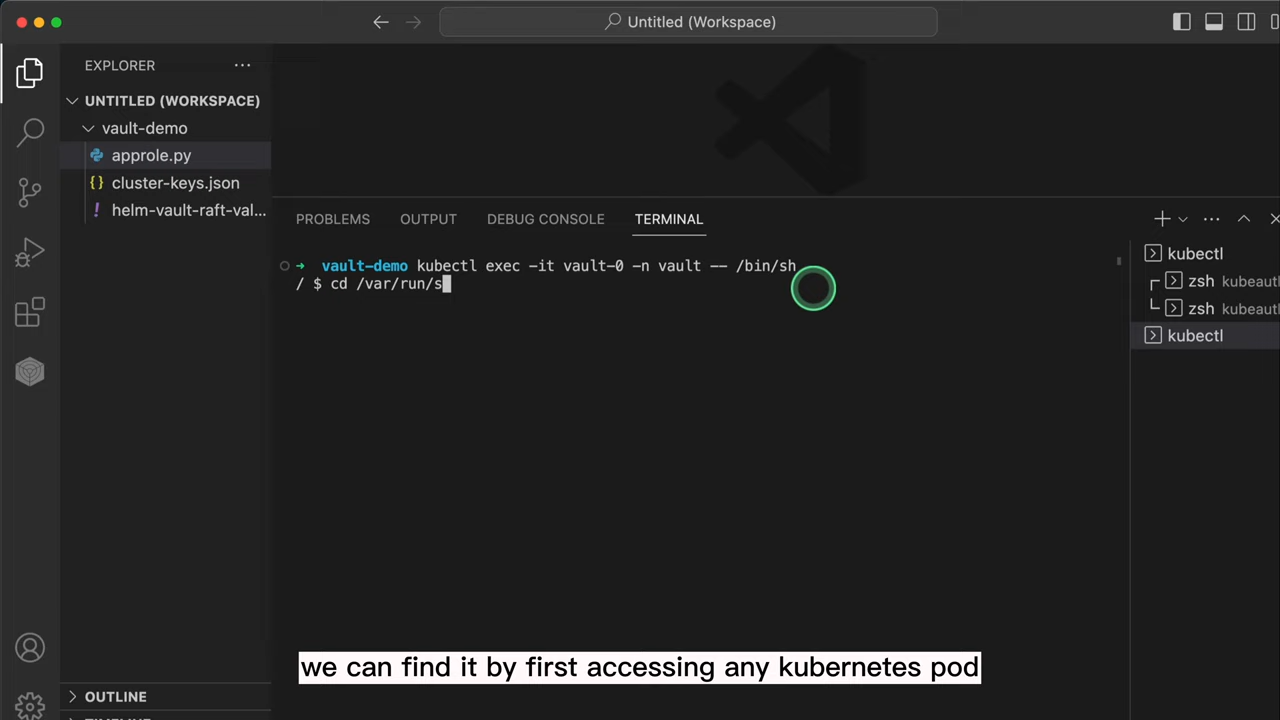 Untitled (Workspace)
EXPLORER
UNTITLED (WORKSPACE)
vault-demo
approle.py
{} cluster-keys.json
! helm-vault-raft-val...
OUTLINE
PROBLEMS OUTPUT DEBUG CONSOLE TERMINAL
➜ vault-demo kubectl exec -it vault-0 -n vault -- /bin/sh
/ $ cd /var/run/s
kubectl
zsh kubeauth
zsh kubeauth
kubectl
we can find it by first accessing any kubernetes pod